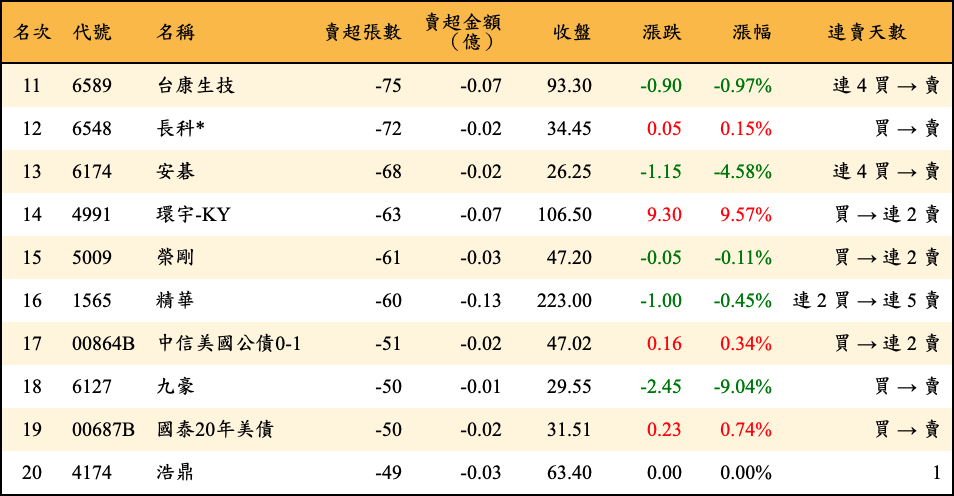 名次 代號 名稱 賣超張數 賣超金額（億） 收盤 漲跌 漲幅 連賣天數
11 6589 台康生技 -75 -0.07 93.30 -0.90 -0.97% 連 4 買 → 賣
12 6548 長科* -72 -0.02 34.45 0.05 0.15% 買 → 賣
13 6174 安碁 -68 -0.02 26.25 -1.15 -4.58% 連 4 買 → 賣
14 4991 環宇-KY -63 -0.07 106.50 9.30 9.57% 買 → 連 2 賣
15 5009 榮剛 -61 -0.03 47.20 -0.05 -0.11% 買 → 連 2 賣
16 1565 精華 -60 -0.13 223.00 -1.00 -0.45% 連 2 買 → 連 5 賣
17 00864B 中信美國公債0-1 -51 -0.02 47.02 0.16 0.34% 買 → 連 2 賣
18 6127 九豪 -50 -0.01 29.55 -2.45 -9.04% 買 → 賣
19 00687B 國泰20年美債 -50 -0.02 31.51 0.23 0.74% 買 → 賣
20 4174 浩鼎 -49 -0.03 63.40 0.00 0.00% 1